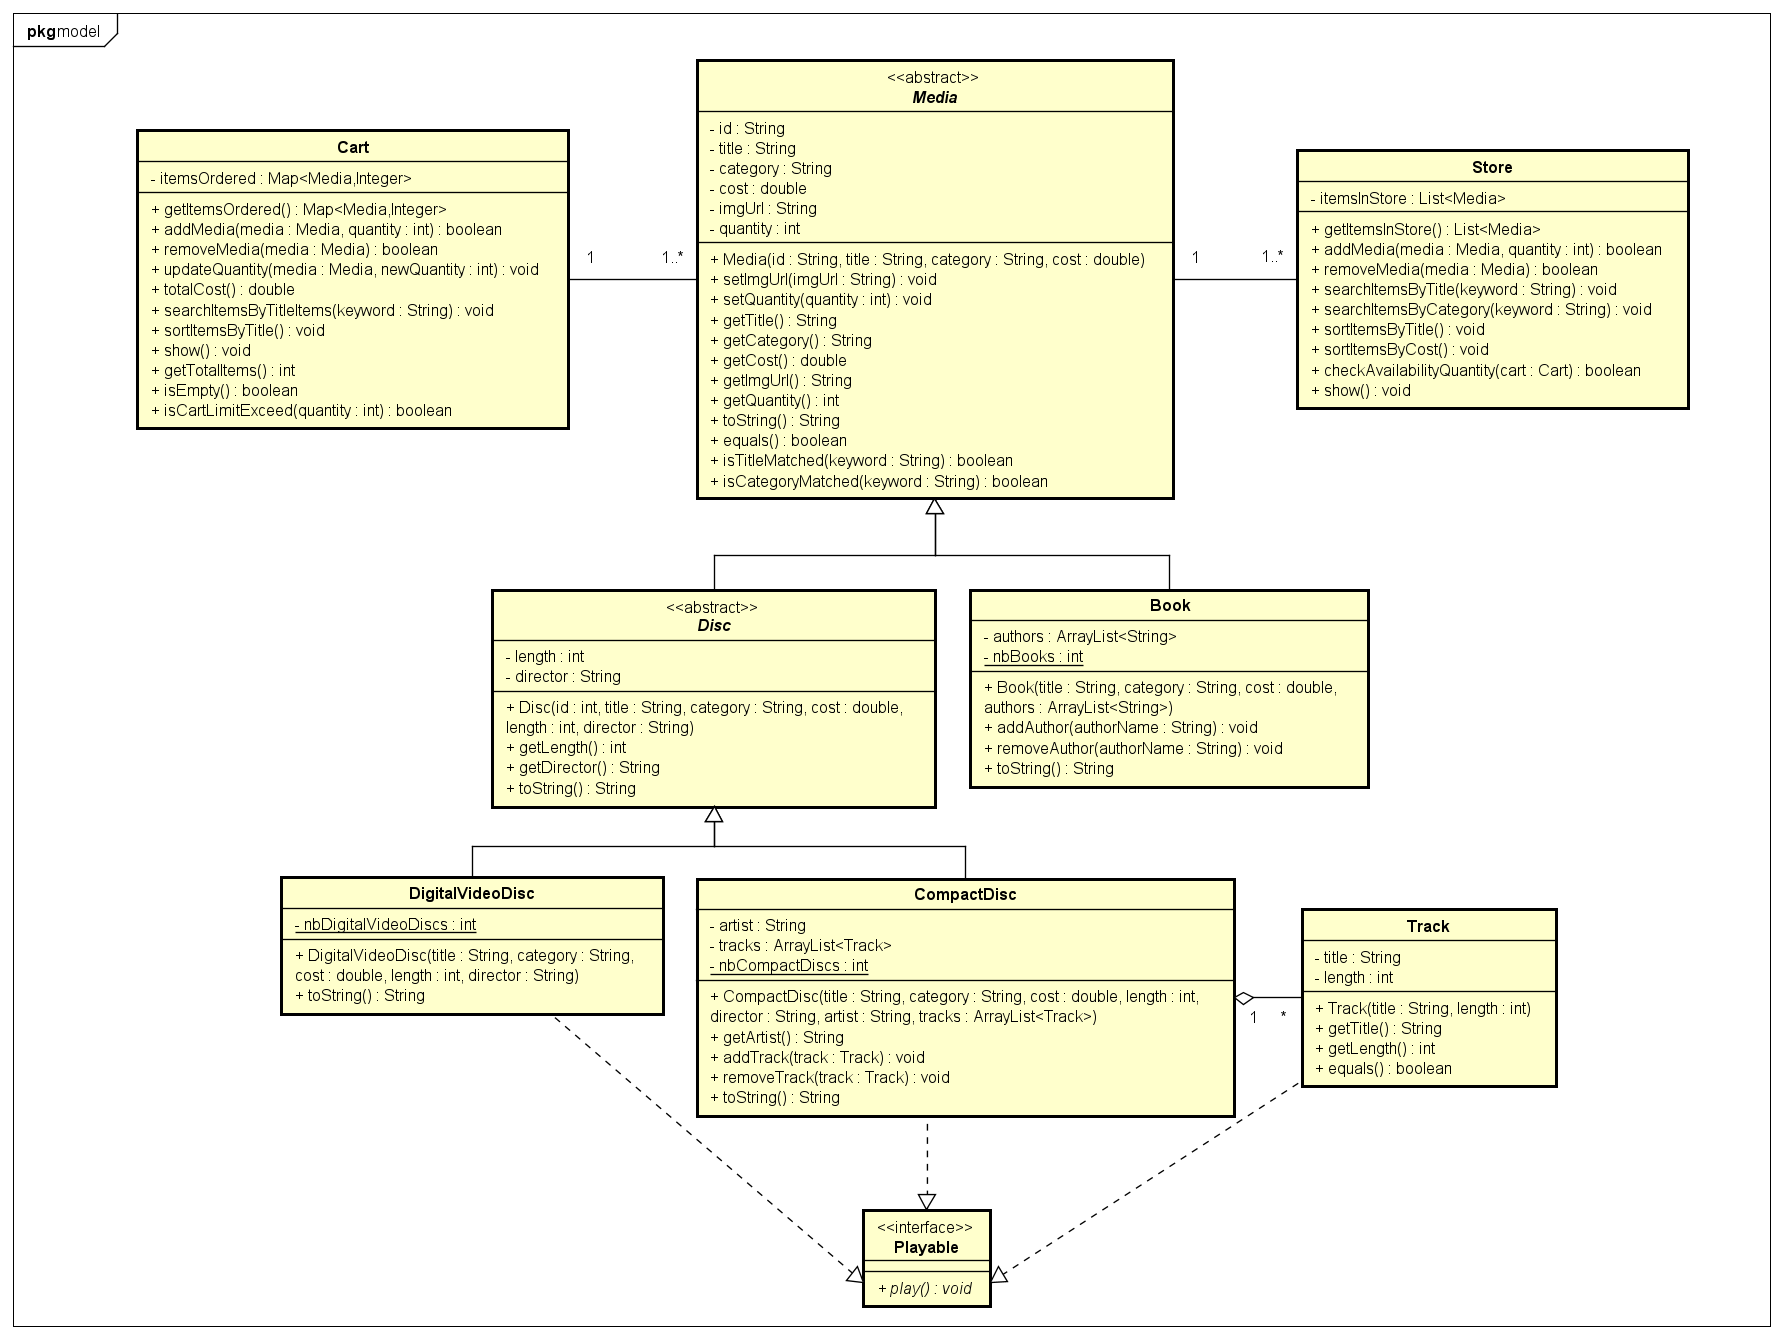 pkg model
<<abstract>>
Media
- id : String
- title : String
- category : String
- cost : double
- imgUrl : String
- quantity : int
+ Media(id : String, title : String, category : String, cost : double)
+ setImgUrl(imgUrl : String) : void
+ setQuantity(quantity : int) : void
+ getTitle() : String
+ getCategory() : String
+ getCost() : double
+ getImgUrl() : String
+ getQuantity() : int
+ toString() : String
+ equals() : boolean
+ isTitleMatched(keyword : String) : boolean
+ isCategoryMatched(keyword : String) : boolean
Cart
- itemsOrdered : Map<Media,Integer>
+ getItemsOrdered() : Map<Media,Integer>
+ addMedia(media : Media, quantity : int) : boolean
+ removeMedia(media : Media) : boolean
+ updateQuantity(media : Media, newQuantity : int) : void
+ totalCost() : double
+ searchItemsByTitleItems(keyword : String) : void
+ sortItemsByTitle() : void
+ show() : void
+ getTotalItems() : int
+ isEmpty() : boolean
+ isCartLimitExceed(quantity : int) : boolean
1
1..*
1
1..*
Store
- itemsInStore : List<Media>
+ getItemsInStore() : List<Media>
+ addMedia(media : Media, quantity : int) : boolean
+ removeMedia(media : Media) : boolean
+ searchItemsByTitle(keyword : String) : void
+ searchItemsByCategory(keyword : String) : void
+ sortItemsByTitle() : void
+ sortItemsByCost() : void
+ checkAvailabilityQuantity(cart : Cart) : boolean
+ show() : void
<<abstract>>
Disc
- length : int
- director : String
+ Disc(id : int, title : String, category : String, cost : double,
length : int, director : String)
+ getLength() : int
+ getDirector() : String
+ toString() : String
Book
- authors : ArrayList<String>
- nbBooks : int
+ Book(title : String, category : String, cost : double,
authors : ArrayList<String>)
+ addAuthor(authorName : String) : void
+ removeAuthor(authorName : String) : void
+ toString() : String
DigitalVideoDisc
- nbDigitalVideoDiscs : int
+ DigitalVideoDisc(title : String, category : String,
cost : double, length : int, director : String)
+ toString() : String
CompactDisc
- artist : String
- tracks : ArrayList<Track>
- nbCompactDiscs : int
+ CompactDisc(title : String, category : String, cost : double, length : int,
director : String, artist : String, tracks : ArrayList<Track>)
+ getArtist() : String
+ addTrack(track : Track) : void
+ removeTrack(track : Track) : void
+ toString() : String
1
*
Track
- title : String
- length : int
+ Track(title : String, length : int)
+ getTitle() : String
+ getLength() : int
+ equals() : boolean
<<interface>>
Playable
+ play() : void